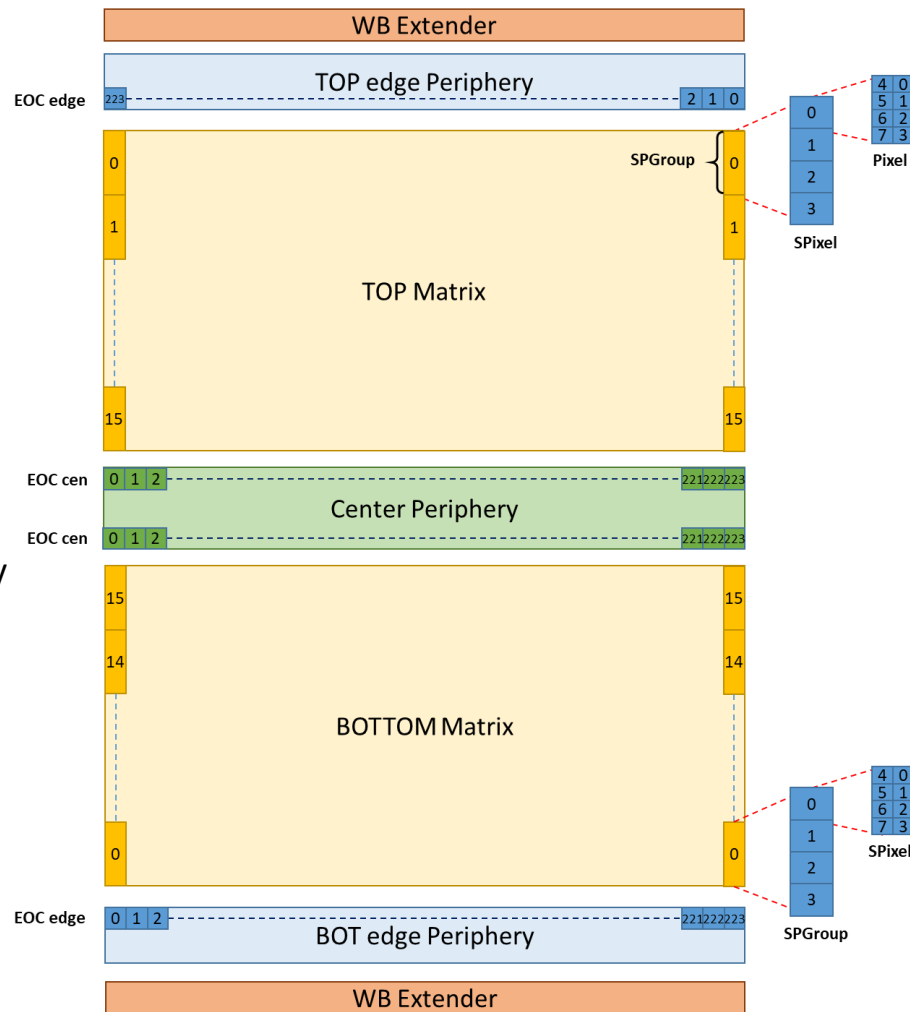 WB Extender
TOP edge Periphery
EOC edge
223 2 1 0
4 0
5 1
6 2
7 3
Pixel
0
1
2
3
SPixel
SPGroup
0 0
1 1
TOP Matrix
15 15
EOC cen
0 1 2 221 222 223
Center Periphery
EOC cen
0 1 2 221 222 223
y
15 15
14 14
BOTTOM Matrix
0 0
4 0
5 1
6 2
7 3
SPixel
0
1
2
3
SPGroup
EOC edge
0 1 2 221 222 223
BOT edge Periphery
WB Extender